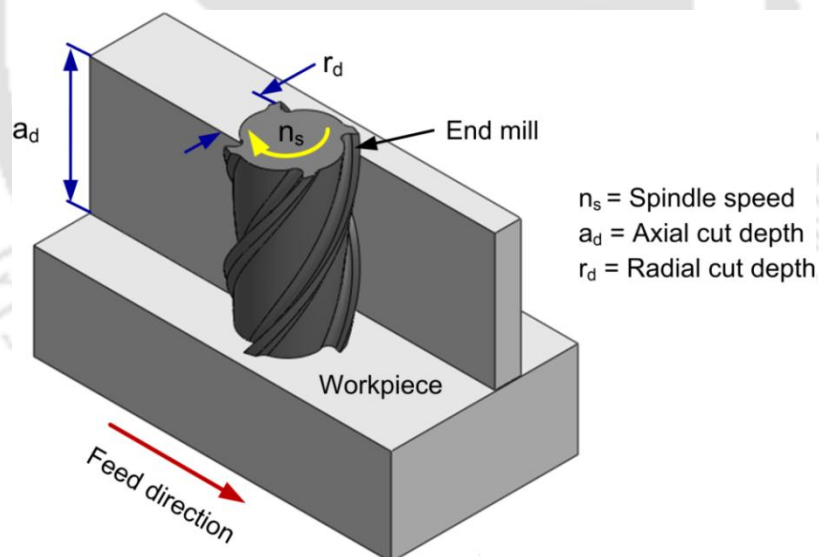 r_d
a_d
n_s
End mill
n_s = Spindle speed
a_d = Axial cut depth
r_d = Radial cut depth
Workpiece
Feed direction